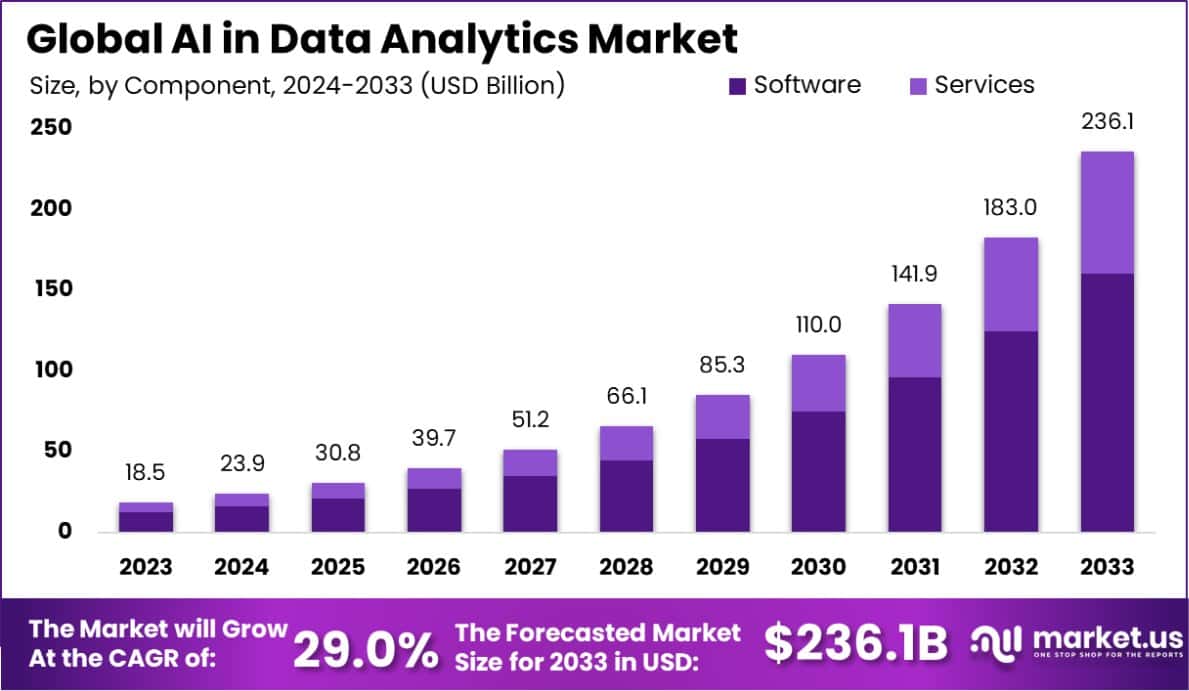 Global AI in Data Analytics Market
Size, by Component, 2024-2033 (USD Billion)
Software
Services
250
200
150
100
50
0
18.5
23.9
30.8
39.7
51.2
66.1
85.3
110.0
141.9
183.0
236.1
2023
2024
2025
2026
2027
2028
2029
2030
2031
2032
2033
The Market will Grow
At the CAGR of:
29.0%
The Forecasted Market
Size for 2033 in USD:
$236.1B
market.us
ONE STOP SHOP FOR THE REPORTS